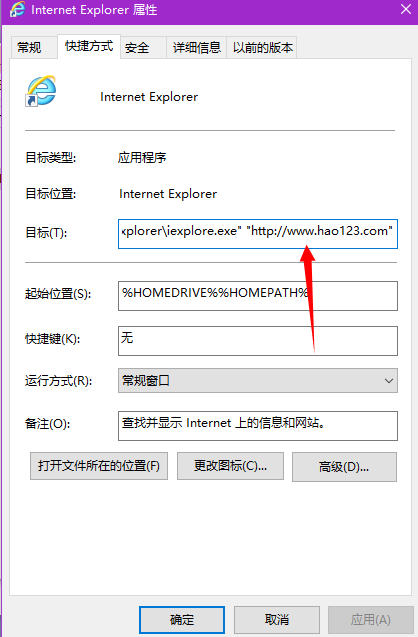 Internet Explorer 属性
常规 快捷方式 安全 详细信息 以前的版本
Internet Explorer
目标类型: 应用程序
目标位置: Internet Explorer
目标(T): xplorer\iexplore.exe" "http://www.hao123.com"
起始位置(S): %HOMEDRIVE%%HOMEPATH%
快捷键(K): 无
运行方式(R): 常规窗口
备注(O): 查找并显示 Internet 上的信息和网站。
打开文件所在的位置(F) 更改图标(C)... 高级(D)...
确定 取消 应用(A)